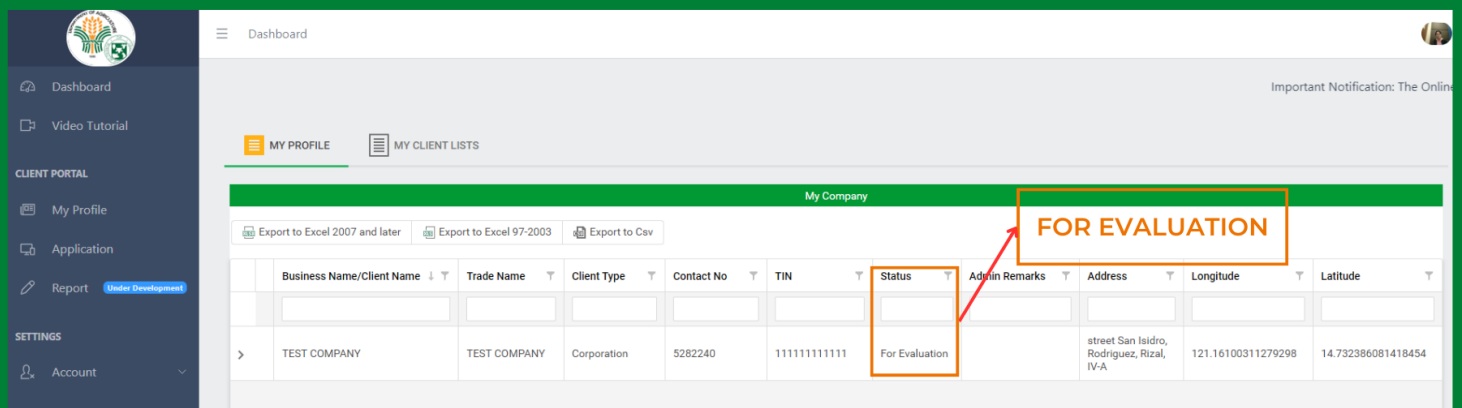 DEPARTMENT OF AGRICULTURE
Dashboard
Important Notification: The Online
Dashboard
Video Tutorial
MY PROFILE
MY CLIENT LISTS
CLIENT PORTAL
My Profile
Application
Report Under Development
SETTINGS
Account
My Company
FOR EVALUATION
Export to Excel 2007 and later Export to Excel 97-2003 Export to Csv
Business Name/Client Name Trade Name Client Type Contact No TIN Status Admin Remarks Address Longitude Latitude
TEST COMPANY TEST COMPANY Corporation 5282240 111111111111 For Evaluation street San Isidro, 121.16100311279298 14.732386081418454
Rodriguez, Rizal,
IV-A